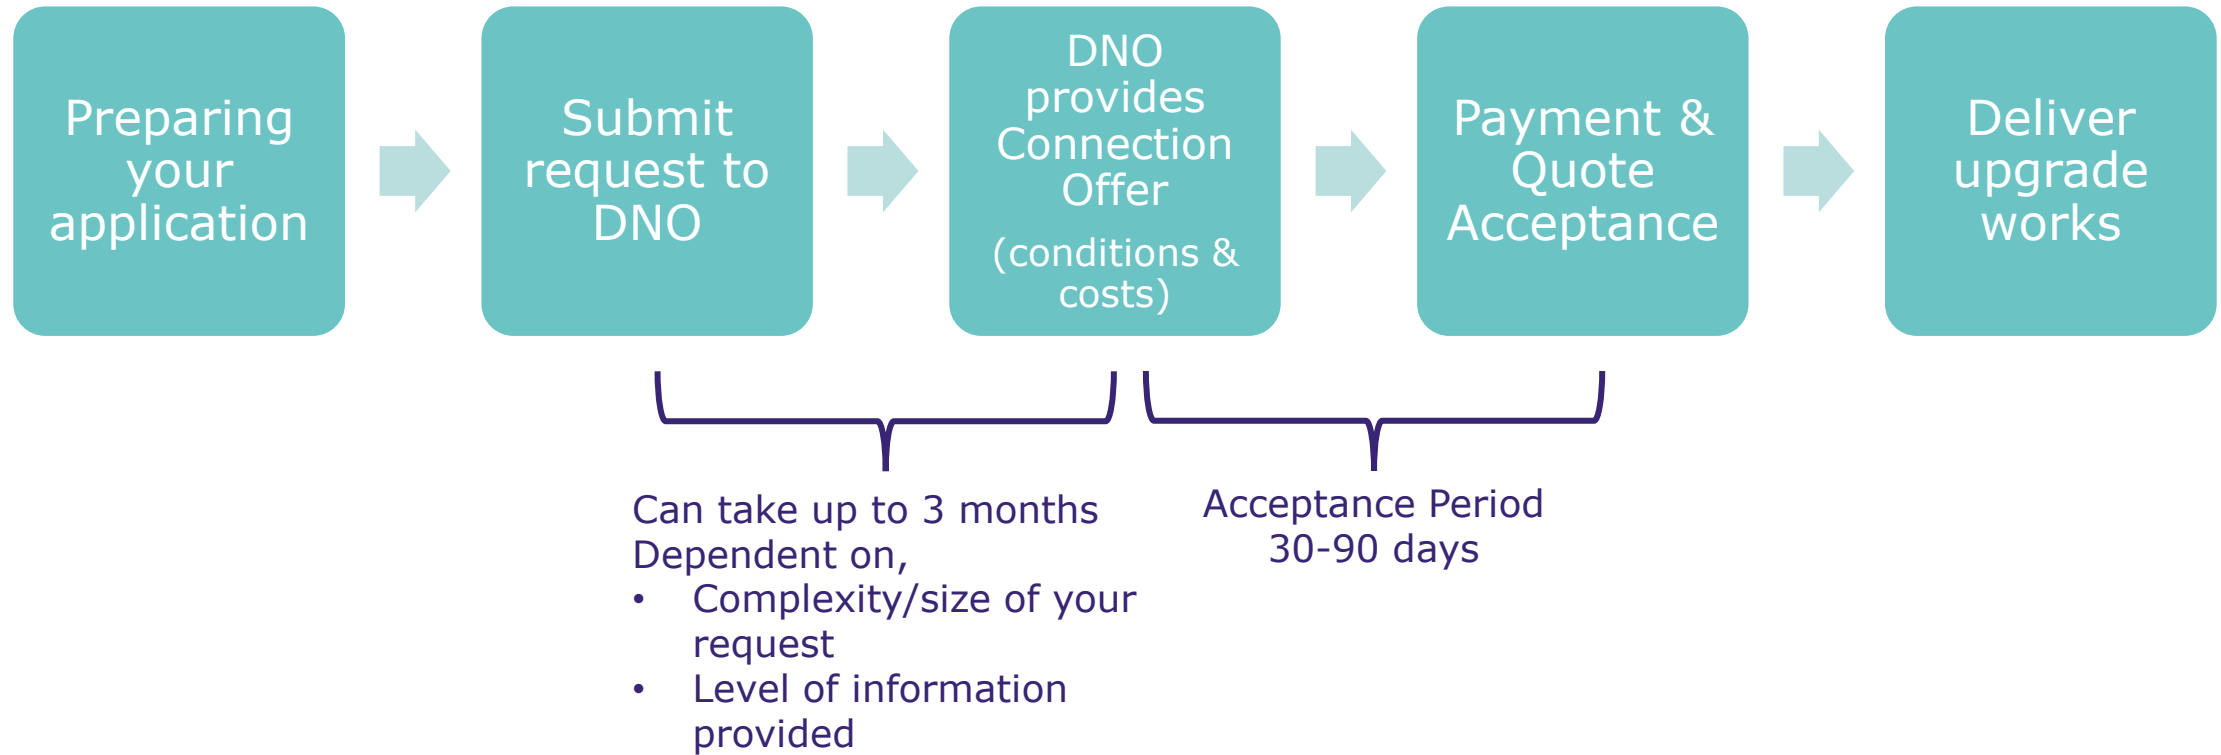 Preparing
your
application
Submit
request to
DNO
DNO
provides
Connection
Offer
(conditions &
costs)
Payment &
Quote
Acceptance
Deliver
upgrade
works
Can take up to 3 months
Dependent on,
• Complexity/size of your
request
• Level of information
provided
Acceptance Period
30-90 days